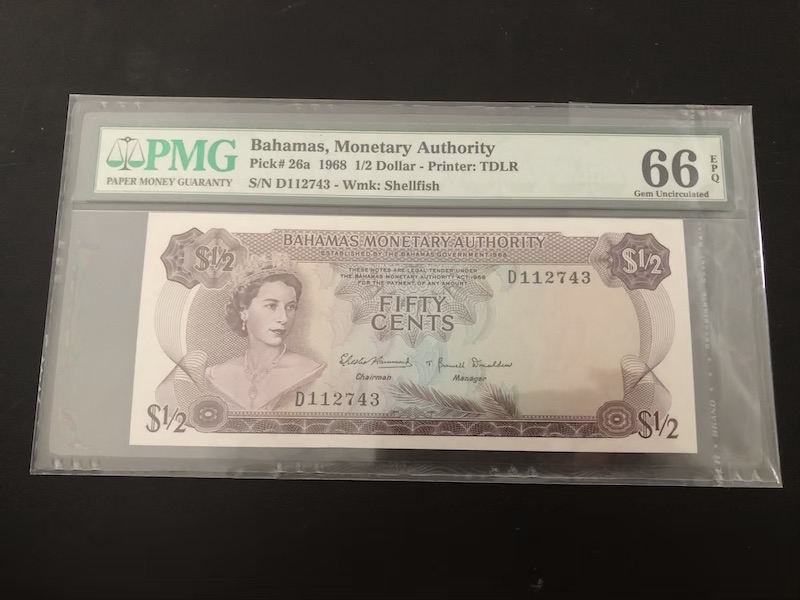 PMG
PAPER MONEY GUARANTY
Bahamas, Monetary Authority
Pick# 26a 1968 1/2 Dollar - Printer: TDLR
S/N D112743 - Wmk: Shellfish
66 EPQ
Gem Uncirculated
$1/2
BAHAMAS MONETARY AUTHORITY
$1/2
ESTABLISHED BY THE BAHAMAS GOVERNMENT 1968
THESE NOTES ARE LEGAL TENDER UNDER
THE BAHAMAS MONETARY AUTHORITY ACT 1968
FOR THE PAYMENT OF ANY AMOUNT
D112743
FIFTY
CENTS
Chairman Manager
D112743
$1/2
$1/2